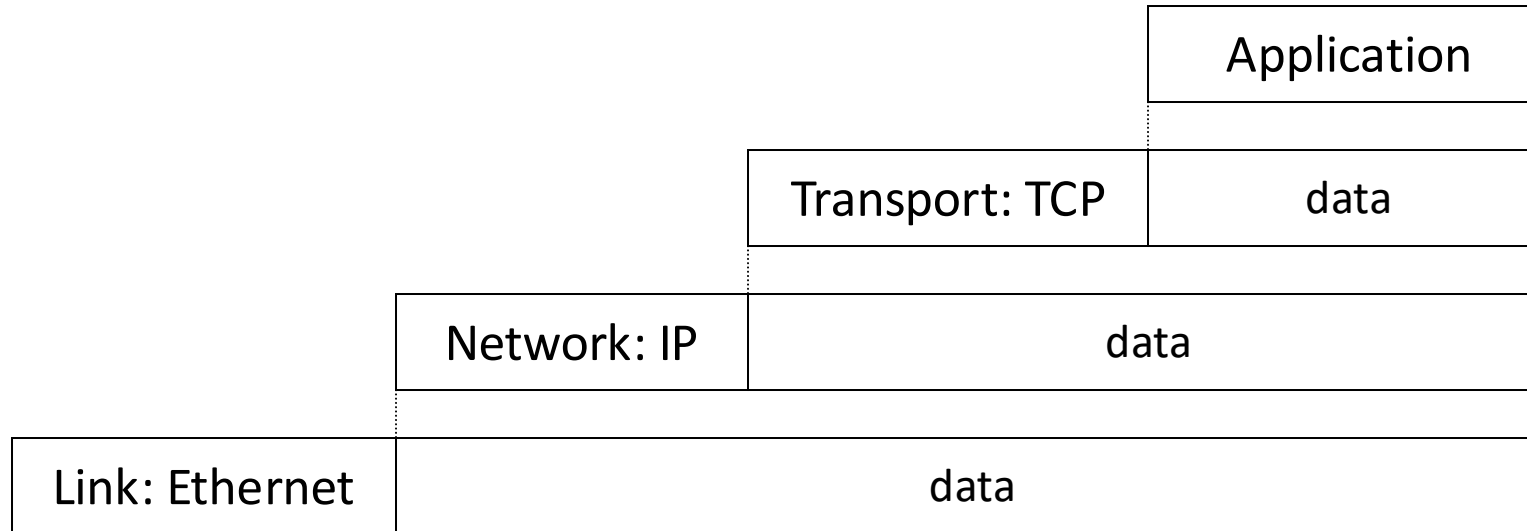 Application
Transport: TCP data
Network: IP data
Link: Ethernet data